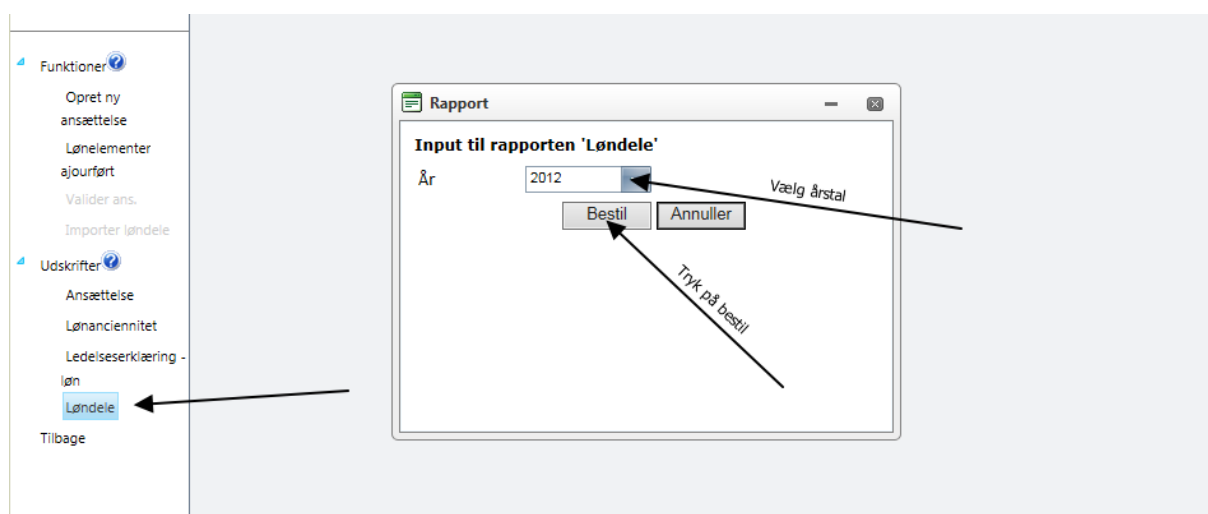 Funktioner
Opret ny
ansættelse
Lønelementer
ajourført
Valider ans.
Importer løndele
Udskrifter
Ansættelse
Lønanciennitet
Ledelseserklæring -
løn
Løndele
Tilbage
Rapport
Input til rapporten 'Løndele'
År 2012
Vælg årstal
Bestil Annuller
Tryk på bestil